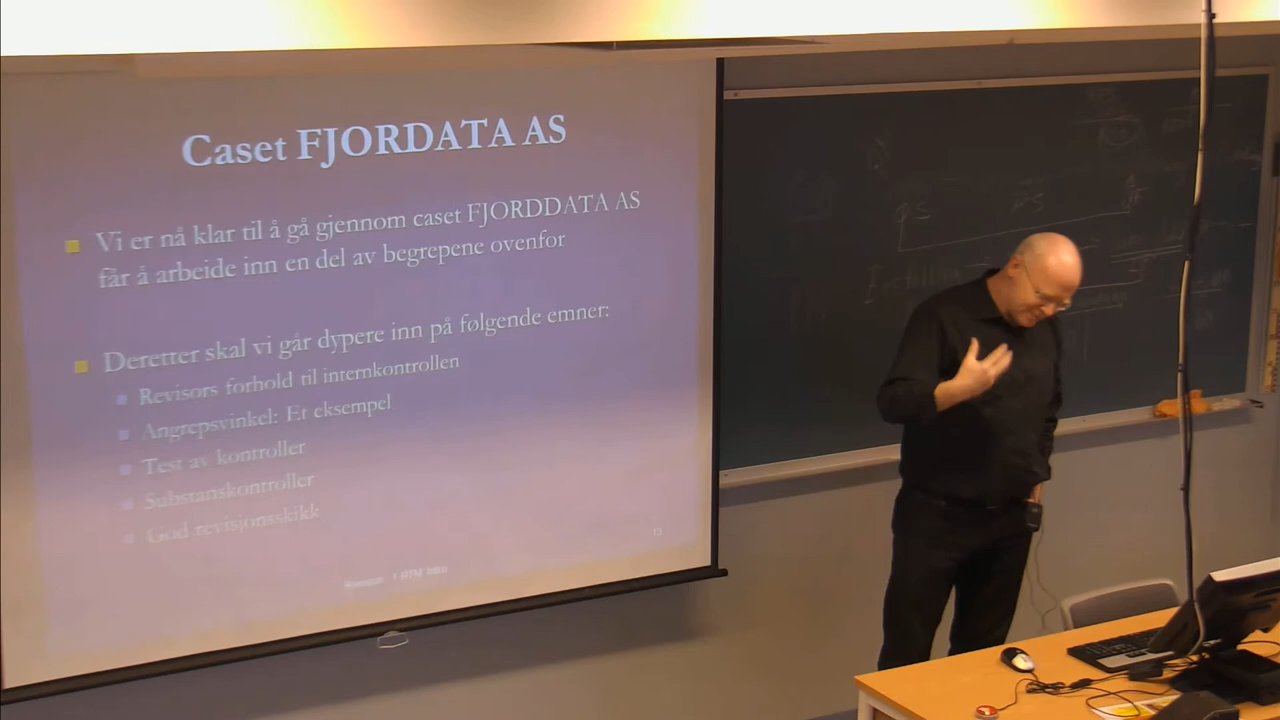 Caset FJORDATA AS
Vi er nå klar til å gå gjennom caset FJORDDATA AS
får å arbeide inn en del av begrepene ovenfor
Deretter skal vi går dypere inn på følgende emner:
Revisors forhold til internkontrollen
Angrepsvinkel: Et eksempel
Test av kontroller
Substanskontroller
God revisjonsskikk
13